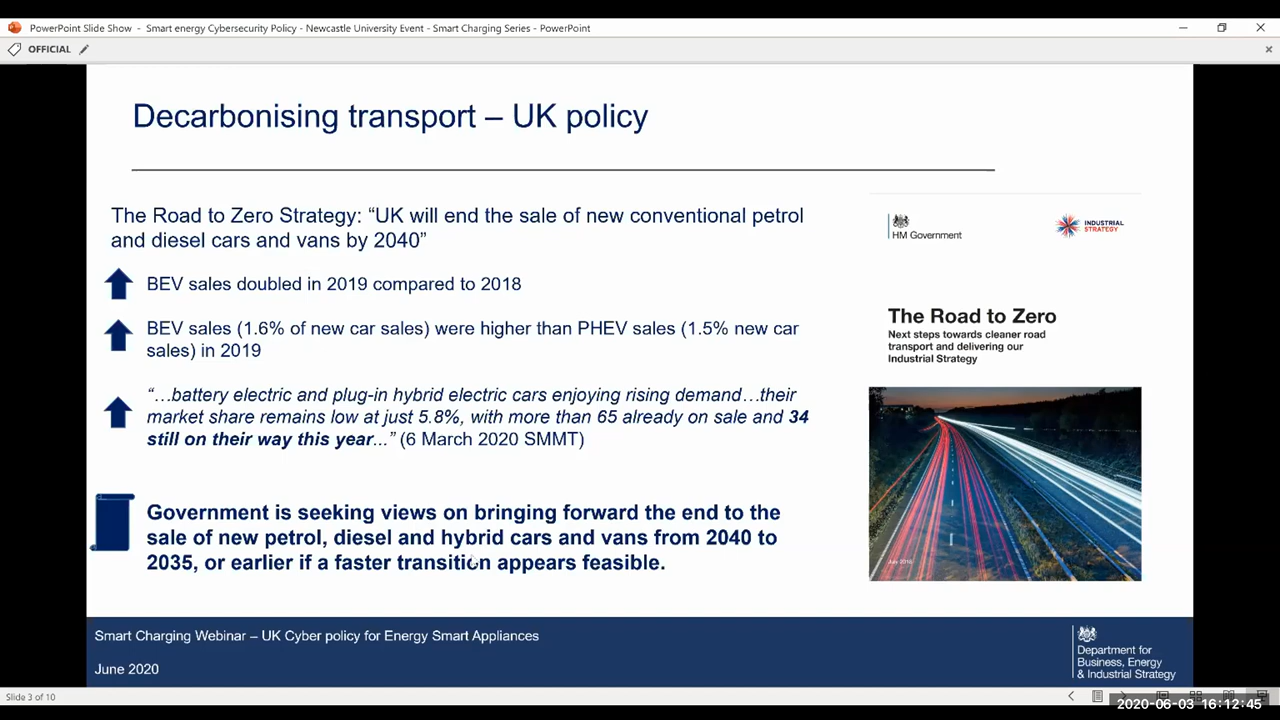 PowerPoint Slide Show - Smart energy Cybersecurity Policy - Newcastle University Event - Smart Charging Series - PowerPoint
OFFICIAL
Decarbonising transport – UK policy
The Road to Zero Strategy: “UK will end the sale of new conventional petrol
and diesel cars and vans by 2040”
BEV sales doubled in 2019 compared to 2018
BEV sales (1.6% of new car sales) were higher than PHEV sales (1.5% new car
sales) in 2019
“…battery electric and plug-in hybrid electric cars enjoying rising demand…their
market share remains low at just 5.8%, with more than 65 already on sale and 34
still on their way this year...” (6 March 2020 SMMT)
Government is seeking views on bringing forward the end to the
sale of new petrol, diesel and hybrid cars and vans from 2040 to
2035, or earlier if a faster transition appears feasible.
HM Government
INDUSTRIAL
STRATEGY
The Road to Zero
Next steps towards cleaner road
transport and delivering our
Industrial Strategy
July 2018
Smart Charging Webinar – UK Cyber policy for Energy Smart Appliances
June 2020
Department for
Business, Energy
& Industrial Strategy
Slide 3 of 10
2020-06-03 16:12:45